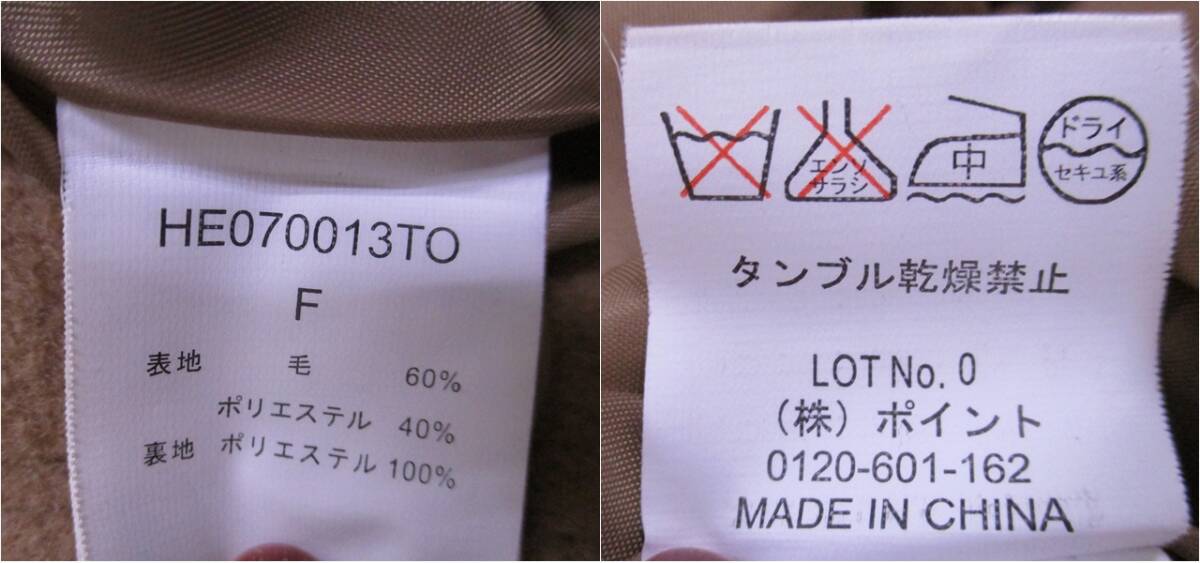 HE070013TO
F
表地 毛 60%
ポリエステル 40%
裏地 ポリエステル 100%
エンソ
サラシ
中
ドライ
セキユ系
タンブル乾燥禁止
LOT No. 0
(株) ポイント
0120-601-162
MADE IN CHINA